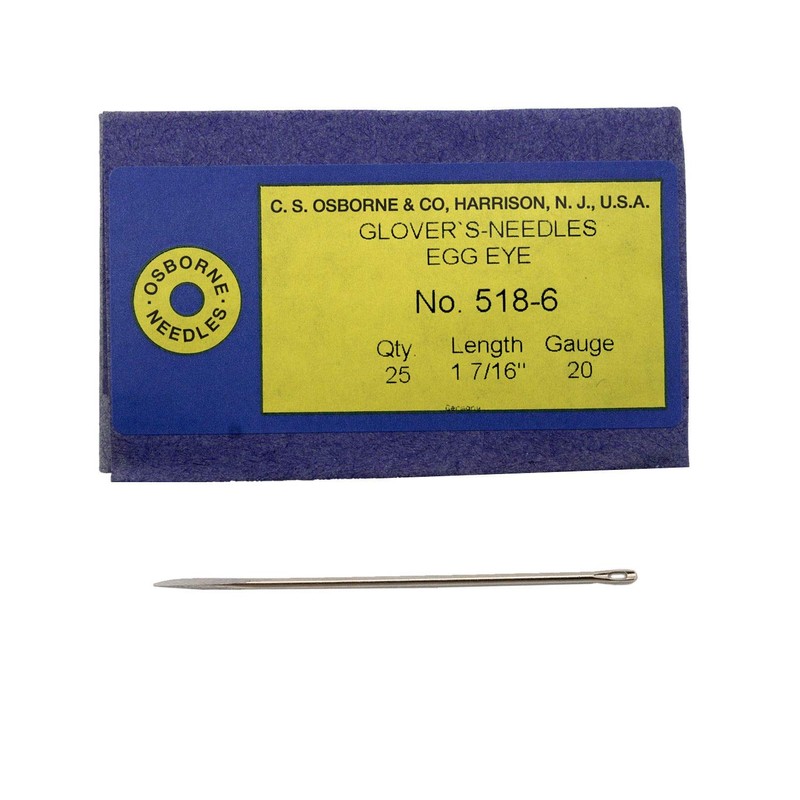 C. S. OSBORNE & CO, HARRISON, N. J., U.S.A.
GLOVER`S-NEEDLES
EGG EYE
No. 518-6
Qty. Length Gauge
25 1 7/16" 20
Germany
· OSBORNE ·
NEEDLES